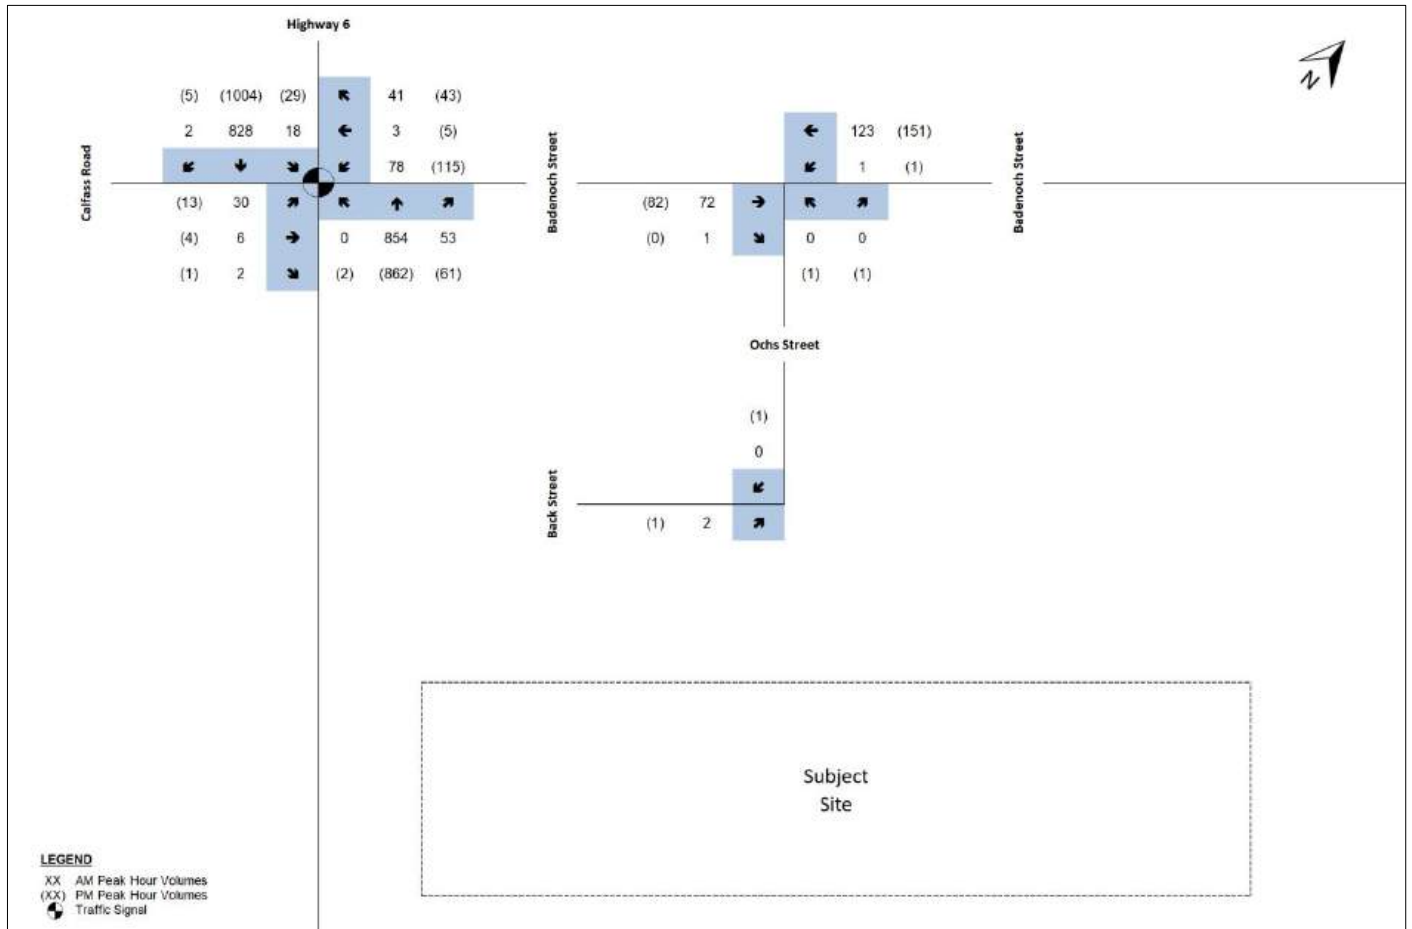 Highway 6
(5) (1004) (29) 41 (43)
2 828 18 3 (5)
78 (115)
Calfass Road
(13) 30
(4) 6 0 854 53
(1) 2 (2) (862) (61)
Badenoch Street
123 (151)
1 (1)
(82) 72
(0) 1 0 0
(1) (1)
Badenoch Street
N
Ochs Street
(1)
0
Back Street
(1) 2
Subject
Site
LEGEND
XX AM Peak Hour Volumes
(XX) PM Peak Hour Volumes
Traffic Signal